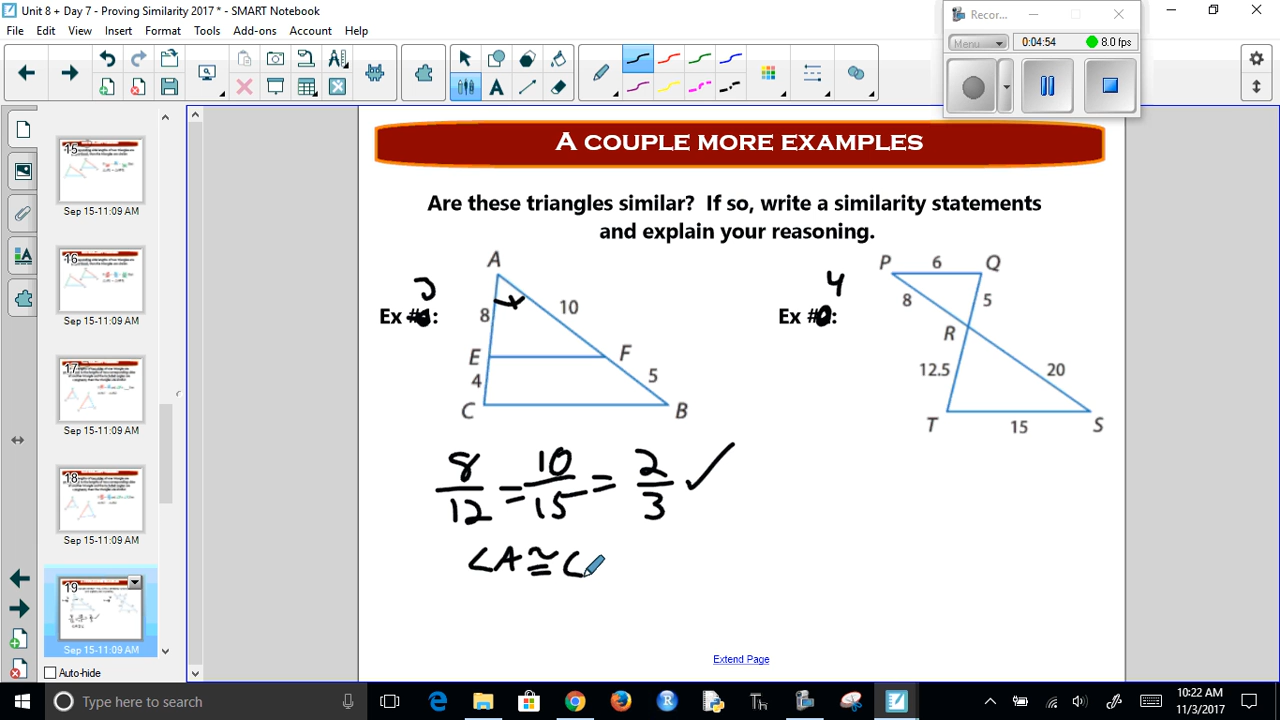 Unit 8 + Day 7 - Proving Similarity 2017 * - SMART Notebook
File Edit View Insert Format Tools Add-ons Account Help
Recor...
Menu
0:04:54
8.0 fps
15
Sep 15-11:09 AM
16
Sep 15-11:09 AM
17
Sep 15-11:09 AM
18
Sep 15-11:09 AM
19
Sep 15-11:09 AM
Auto-hide
A COUPLE MORE EXAMPLES
Are these triangles similar? If so, write a similarity statements
and explain your reasoning.
3
Ex #:
A
8
10
E
F
4
5
C
B
4
Ex #:
P
6
Q
8
5
R
12.5
20
T
15
S
8/12 = 10/15 = 2/3 ✓
∠A ≅ ∠
Extend Page
Type here to search
10:22 AM
11/3/2017